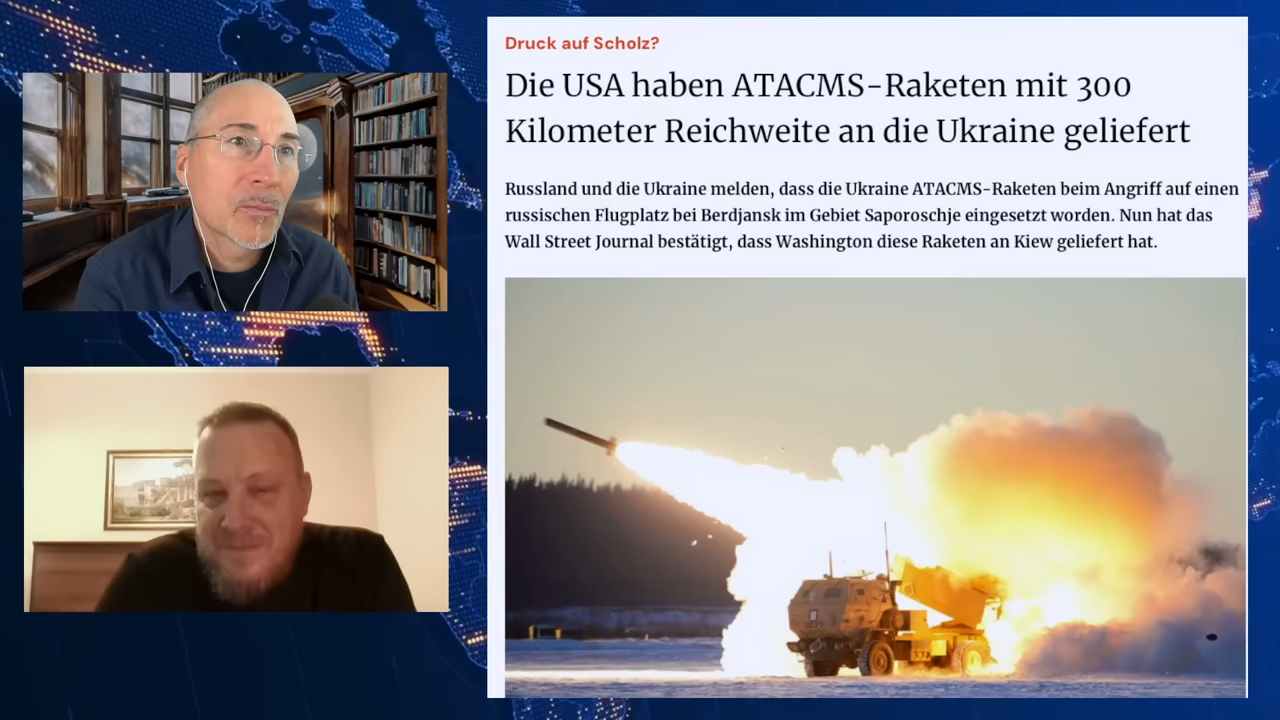 Druck auf Scholz?
Die USA haben ATACMS-Raketen mit 300
Kilometer Reichweite an die Ukraine geliefert
Russland und die Ukraine melden, dass die Ukraine ATACMS-Raketen beim Angriff auf einen
russischen Flugplatz bei Berdjansk im Gebiet Saporoschje eingesetzt worden. Nun hat das
Wall Street Journal bestätigt, dass Washington diese Raketen an Kiew geliefert hat.